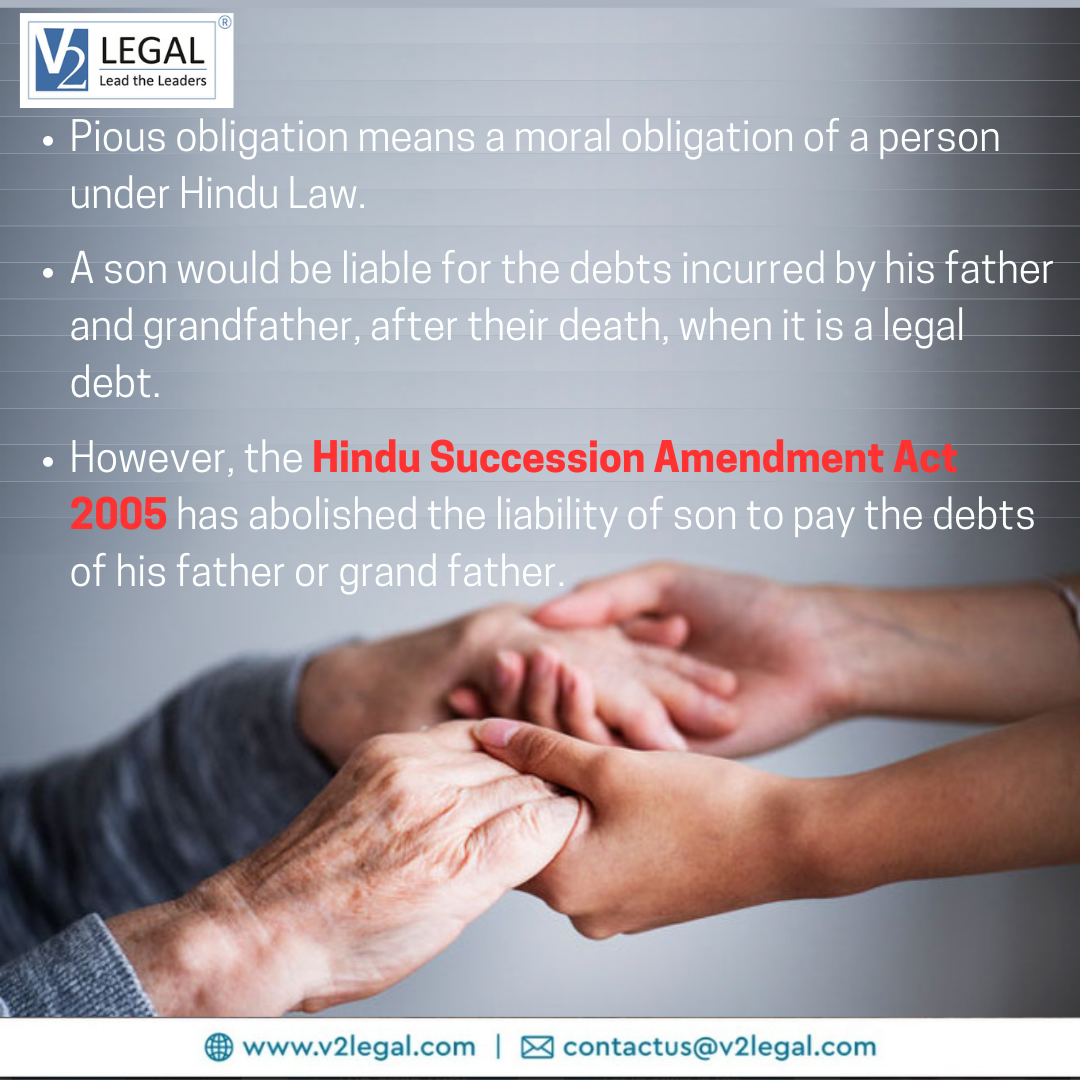 V2 LEGAL ®
Lead the Leaders
• Pious obligation means a moral obligation of a person
under Hindu Law.
• A son would be liable for the debts incurred by his father
and grandfather, after their death, when it is a legal
debt.
• However, the Hindu Succession Amendment Act
2005 has abolished the liability of son to pay the debts
of his father or grand father.
www.v2legal.com | contactus@v2legal.com